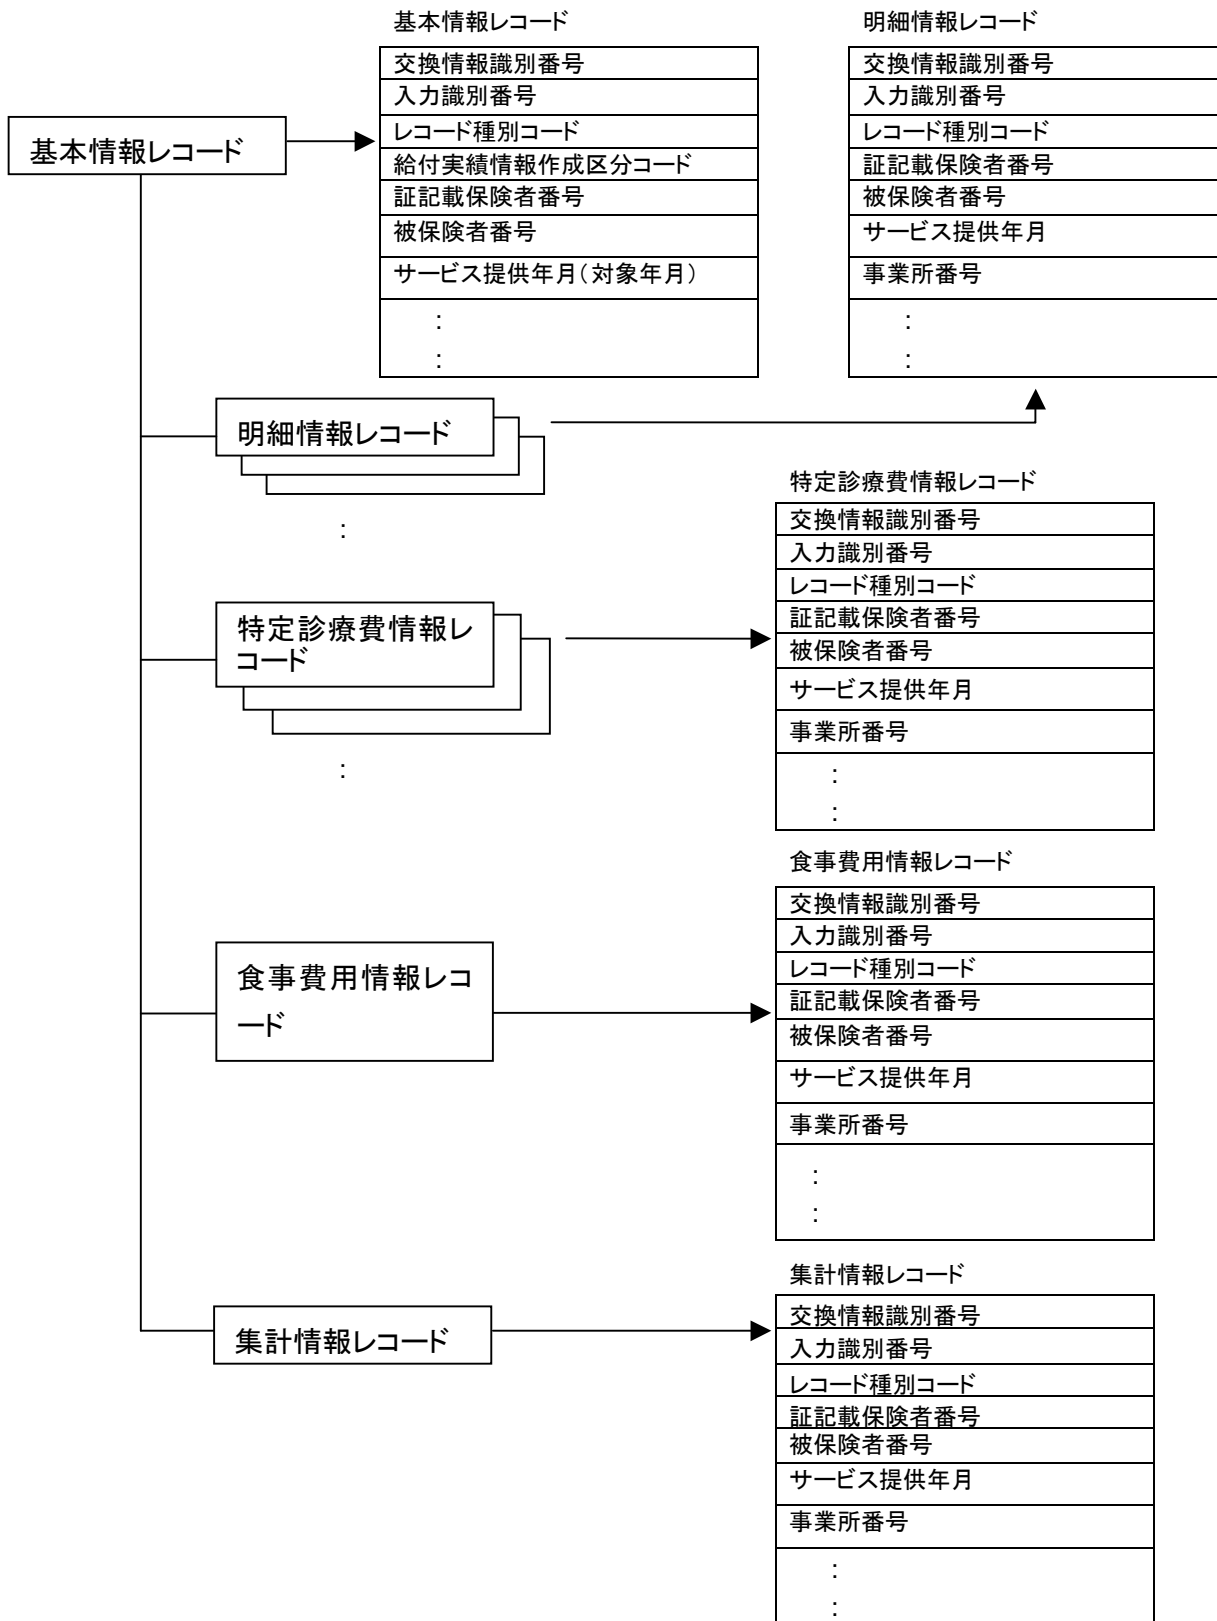 基本情報レコード
基本情報レコード
交換情報識別番号
入力識別番号
レコード種別コード
給付実績情報作成区分コード
証記載保険者番号
被保険者番号
サービス提供年月(対象年月)
:
:
明細情報レコード
交換情報識別番号
入力識別番号
レコード種別コード
証記載保険者番号
被保険者番号
サービス提供年月
事業所番号
:
:
明細情報レコード
:
特定診療費情報レ
コード
:
特定診療費情報レコード
交換情報識別番号
入力識別番号
レコード種別コード
証記載保険者番号
被保険者番号
サービス提供年月
事業所番号
:
:
食事費用情報レコ
ード
食事費用情報レコード
交換情報識別番号
入力識別番号
レコード種別コード
証記載保険者番号
被保険者番号
サービス提供年月
事業所番号
:
:
集計情報レコード
集計情報レコード
交換情報識別番号
入力識別番号
レコード種別コード
証記載保険者番号
被保険者番号
サービス提供年月
事業所番号
:
: